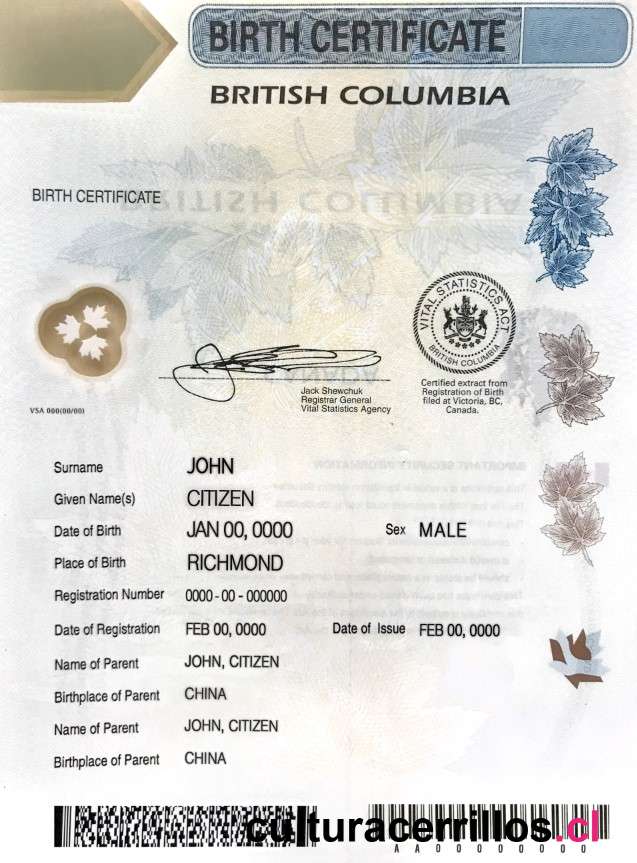 BIRTH CERTIFICATE
BRITISH COLUMBIA
BIRTH CERTIFICATE
BRITISH COLUMBIA
VITAL STATISTICS ACT
BRITISH COLUMBIA
CANADA
Jack Shewchuk
Registrar General
Vital Statistics Agency
Certified extract from
Registration of Birth
filed at Victoria, BC,
Canada.
VSA 000(00/00)
IMPORTANT SECURITY INFORMATION
Surname JOHN
Given Name(s) CITIZEN
Date of Birth JAN 00, 0000 Sex MALE
Place of Birth RICHMOND
Registration Number 0000-00-000000
Date of Registration FEB 00, 0000 Date of Issue FEB 00, 0000
Name of Parent JOHN, CITIZEN
Birthplace of Parent CHINA
Name of Parent JOHN, CITIZEN
Birthplace of Parent CHINA
culturacerrillos.cl